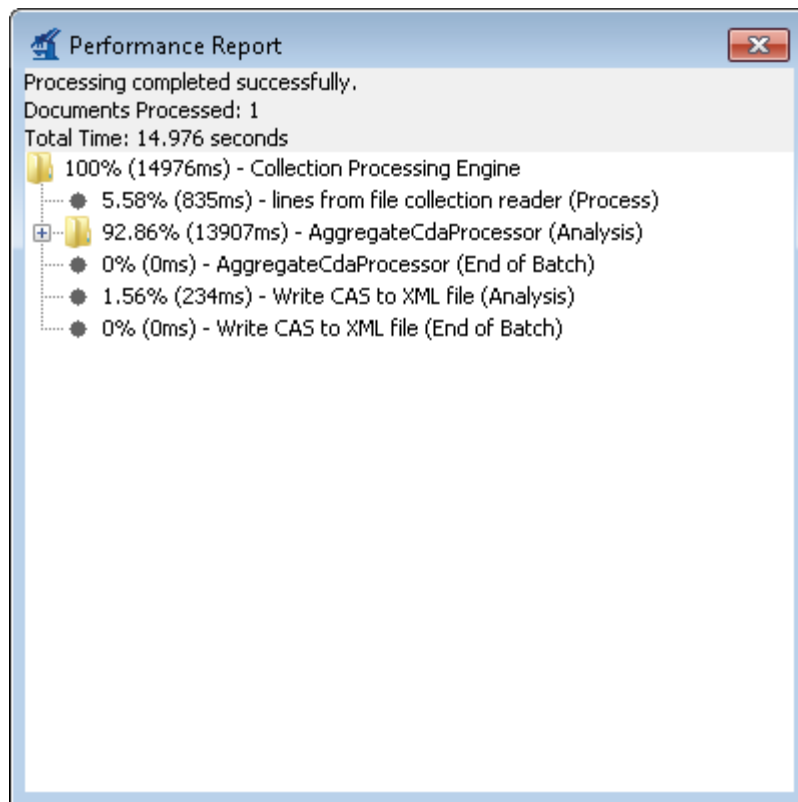 Performance Report
Processing completed successfully.
Documents Processed: 1
Total Time: 14.976 seconds
100% (14976ms) - Collection Processing Engine
5.58% (835ms) - lines from file collection reader (Process)
92.86% (13907ms) - AggregateCdaProcessor (Analysis)
0% (0ms) - AggregateCdaProcessor (End of Batch)
1.56% (234ms) - Write CAS to XML file (Analysis)
0% (0ms) - Write CAS to XML file (End of Batch)